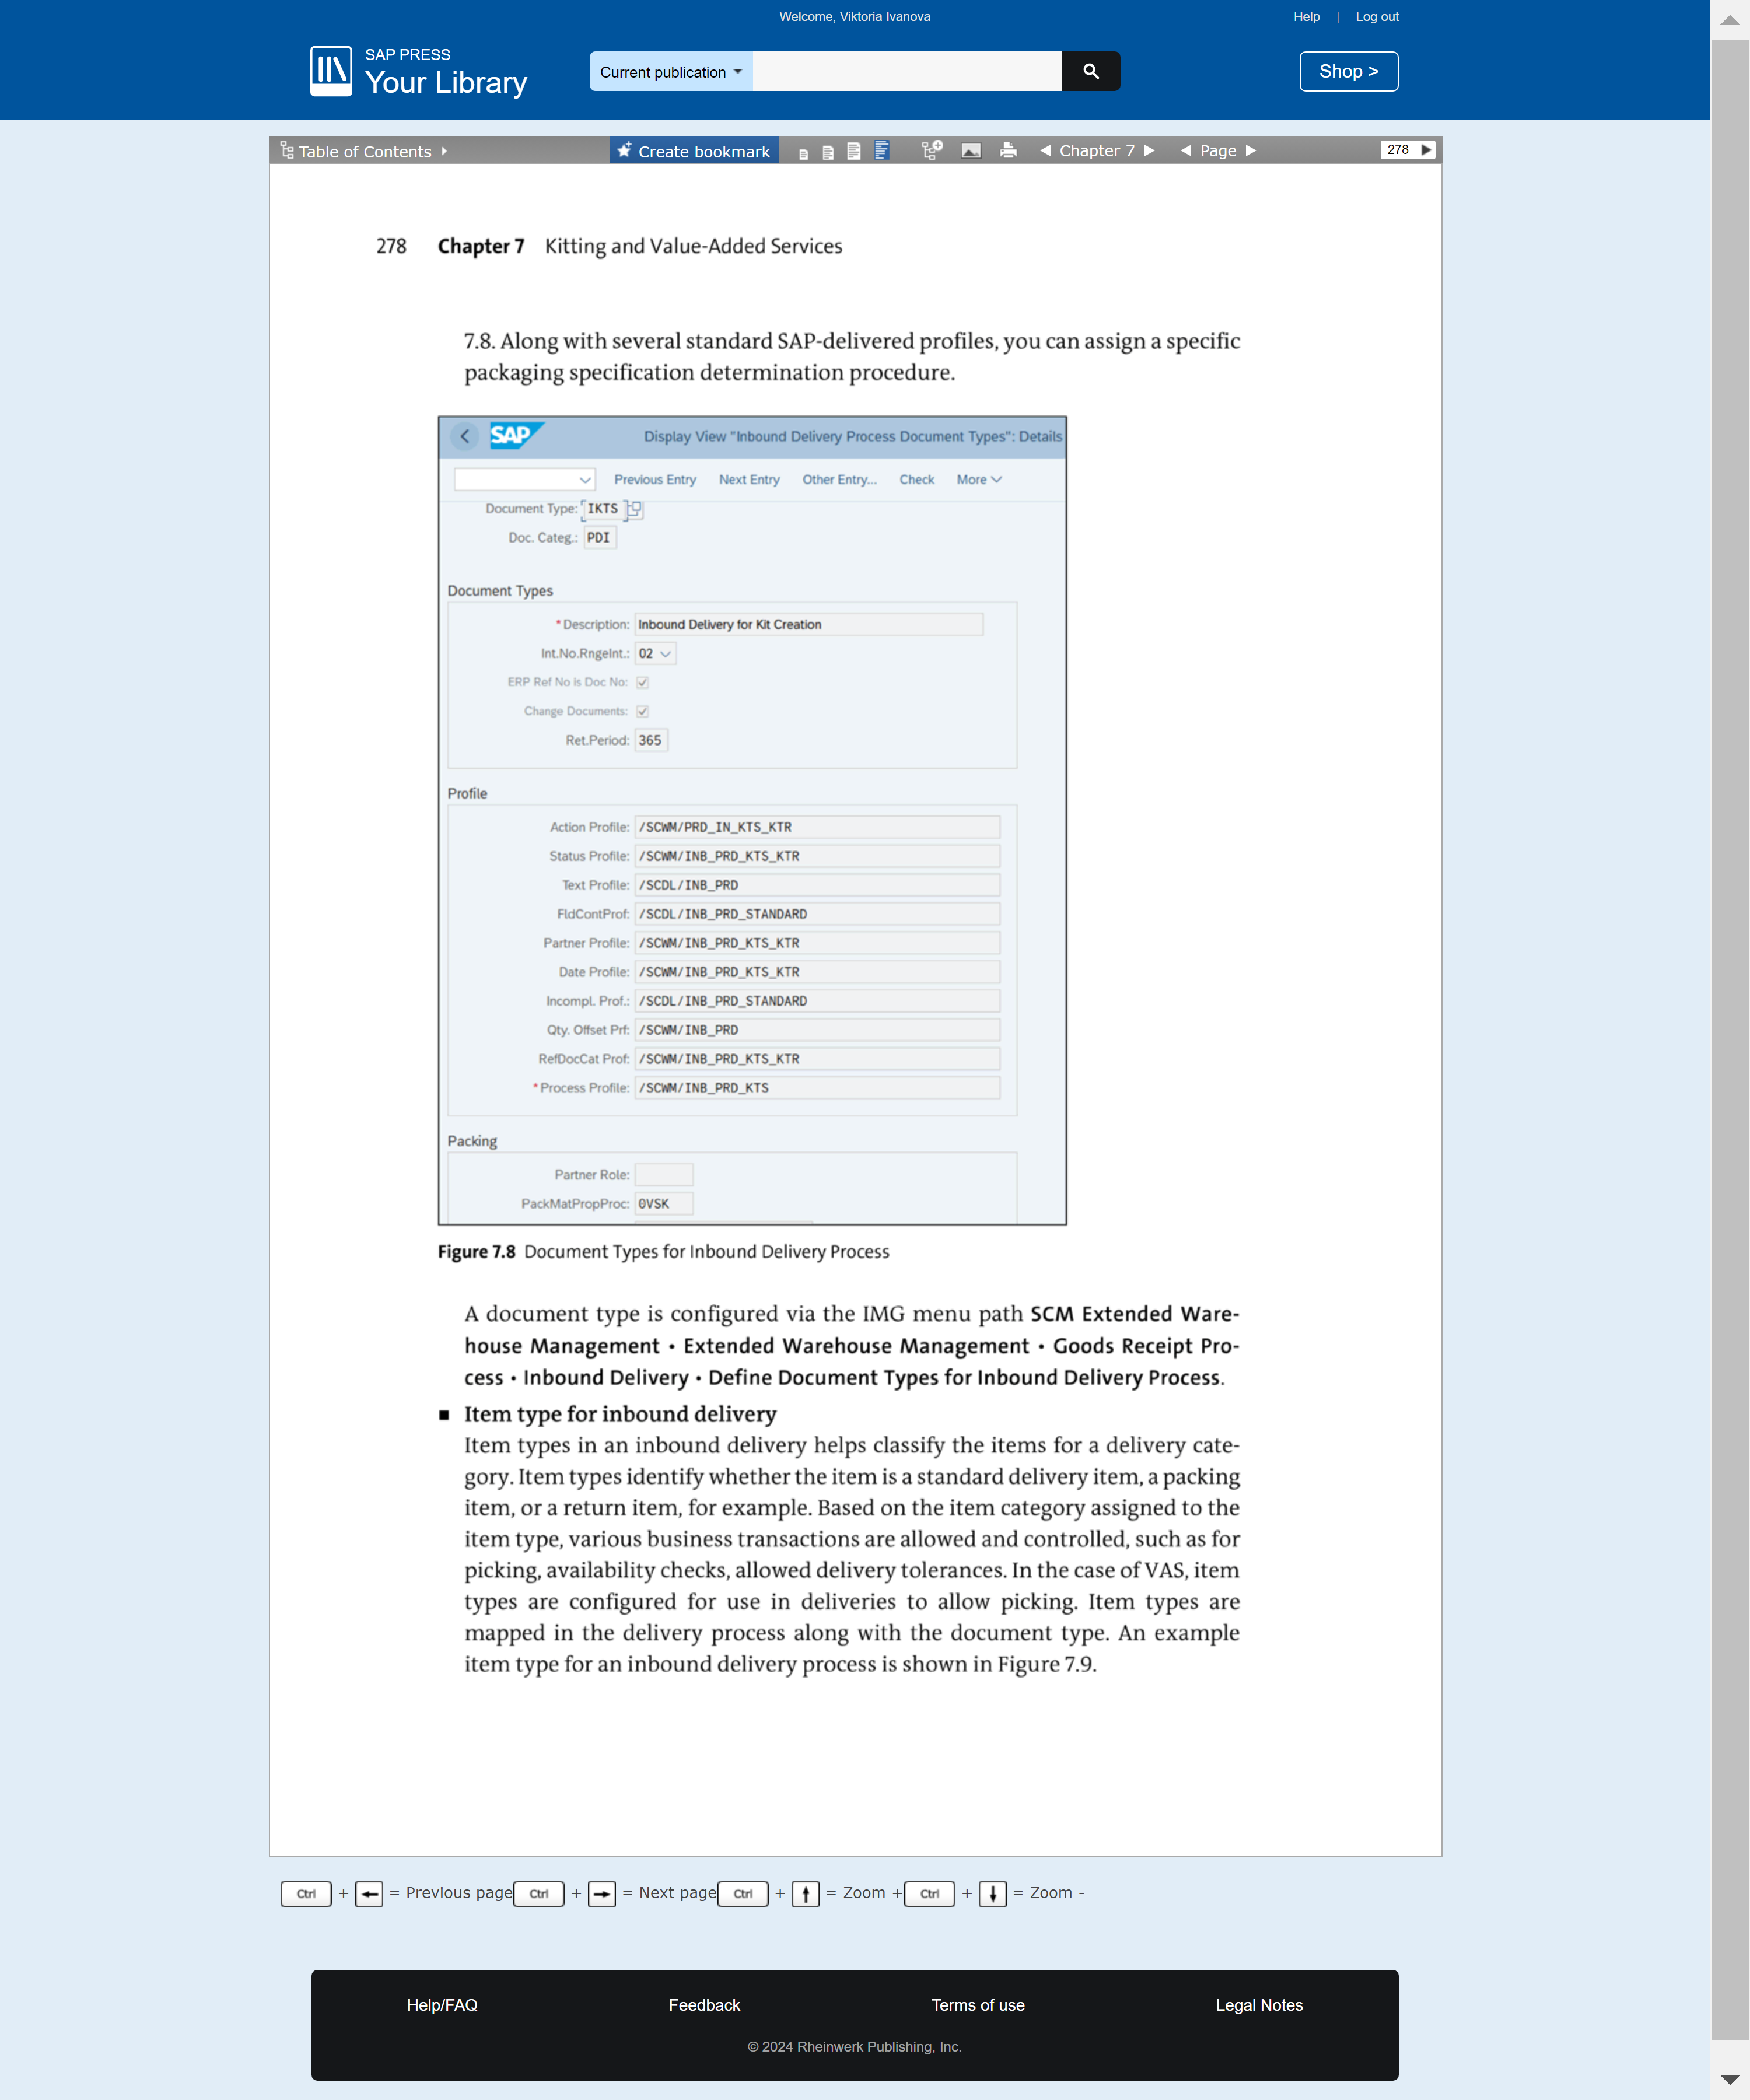 Welcome, Viktoria Ivanova
Help | Log out
SAP PRESS
Your Library
Current publication
Shop >
Table of Contents
Create bookmark
Chapter 7
Page
278
278 Chapter 7 Kitting and Value-Added Services
7.8. Along with several standard SAP-delivered profiles, you can assign a specific
packaging specification determination procedure.
SAP
Display View "Inbound Delivery Process Document Types": Details
Previous Entry Next Entry Other Entry... Check More
Document Type: IKTS
Doc. Categ.: PDI
Document Types
*Description: Inbound Delivery for Kit Creation
Int.No.RngeInt.: 02
ERP Ref No is Doc No:
Change Documents:
Ret.Period: 365
Profile
Action Profile: /SCWM/PRD_IN_KTS_KTR
Status Profile: /SCWM/INB_PRD_KTS_KTR
Text Profile: /SCDL/INB_PRD
FldContProf: /SCDL/INB_PRD_STANDARD
Partner Profile: /SCWM/INB_PRD_KTS_KTR
Date Profile: /SCWM/INB_PRD_KTS_KTR
Incompl. Prof.: /SCDL/INB_PRD_STANDARD
Qty. Offset Prf: /SCWM/INB_PRD
RefDocCat Prof: /SCWM/INB_PRD_KTS_KTR
*Process Profile: /SCWM/INB_PRD_KTS
Packing
Partner Role:
PackMatPropProc: 0VSK
Figure 7.8 Document Types for Inbound Delivery Process
A document type is configured via the IMG menu path SCM Extended Ware-
house Management • Extended Warehouse Management • Goods Receipt Pro-
cess • Inbound Delivery • Define Document Types for Inbound Delivery Process.
■ Item type for inbound delivery
Item types in an inbound delivery helps classify the items for a delivery cate-
gory. Item types identify whether the item is a standard delivery item, a packing
item, or a return item, for example. Based on the item category assigned to the
item type, various business transactions are allowed and controlled, such as for
picking, availability checks, allowed delivery tolerances. In the case of VAS, item
types are configured for use in deliveries to allow picking. Item types are
mapped in the delivery process along with the document type. An example
item type for an inbound delivery process is shown in Figure 7.9.
Ctrl + ← = Previous page Ctrl + → = Next page Ctrl + ↑ = Zoom + Ctrl + ↓ = Zoom -
Help/FAQ Feedback Terms of use Legal Notes
© 2024 Rheinwerk Publishing, Inc.